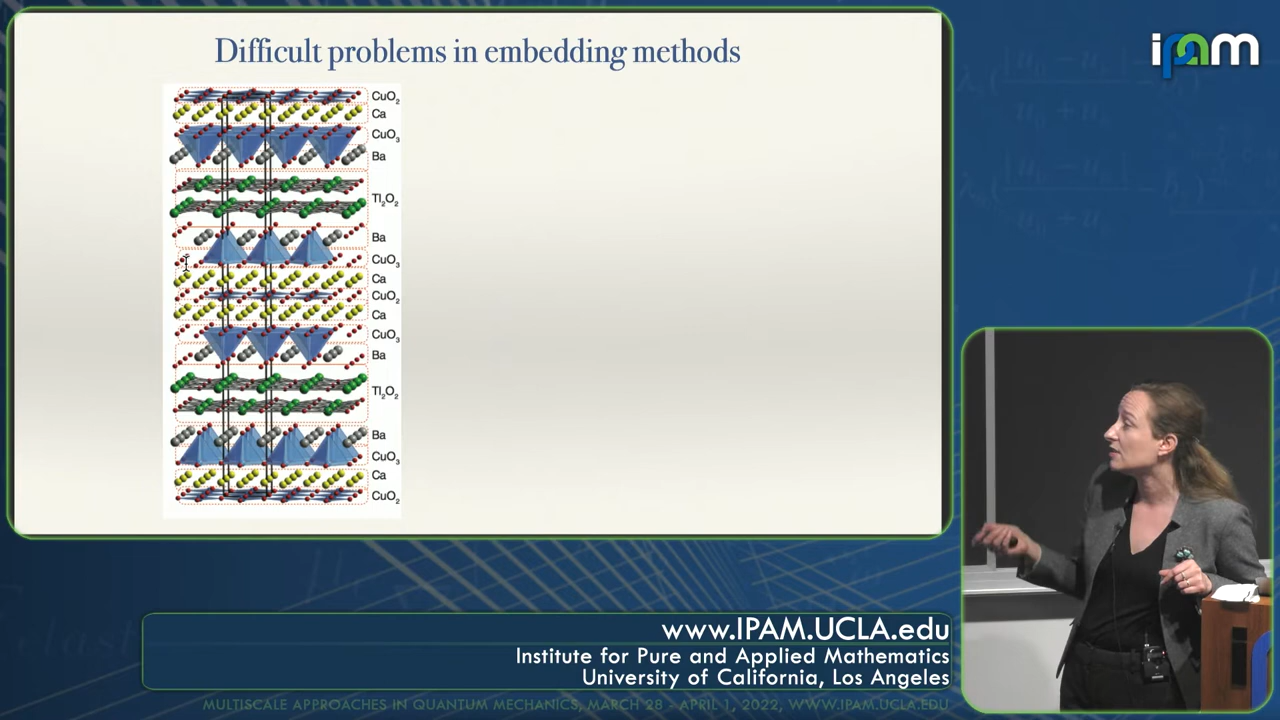 Difficult problems in embedding methods
ipam
CuO₂
Ca
CuO₃
Ba
Tl₂O₂
Ba
CuO₃
Ca
CuO₂
Ca
CuO₃
Ba
Tl₂O₂
Ba
CuO₃
Ca
CuO₂
www.IPAM.UCLA.edu
Institute for Pure and Applied Mathematics
University of California, Los Angeles
MULTISCALE APPROACHES IN QUANTUM MECHANICS, MARCH 28 - APRIL 1, 2022, WWW.IPAM.UCLA.EDU